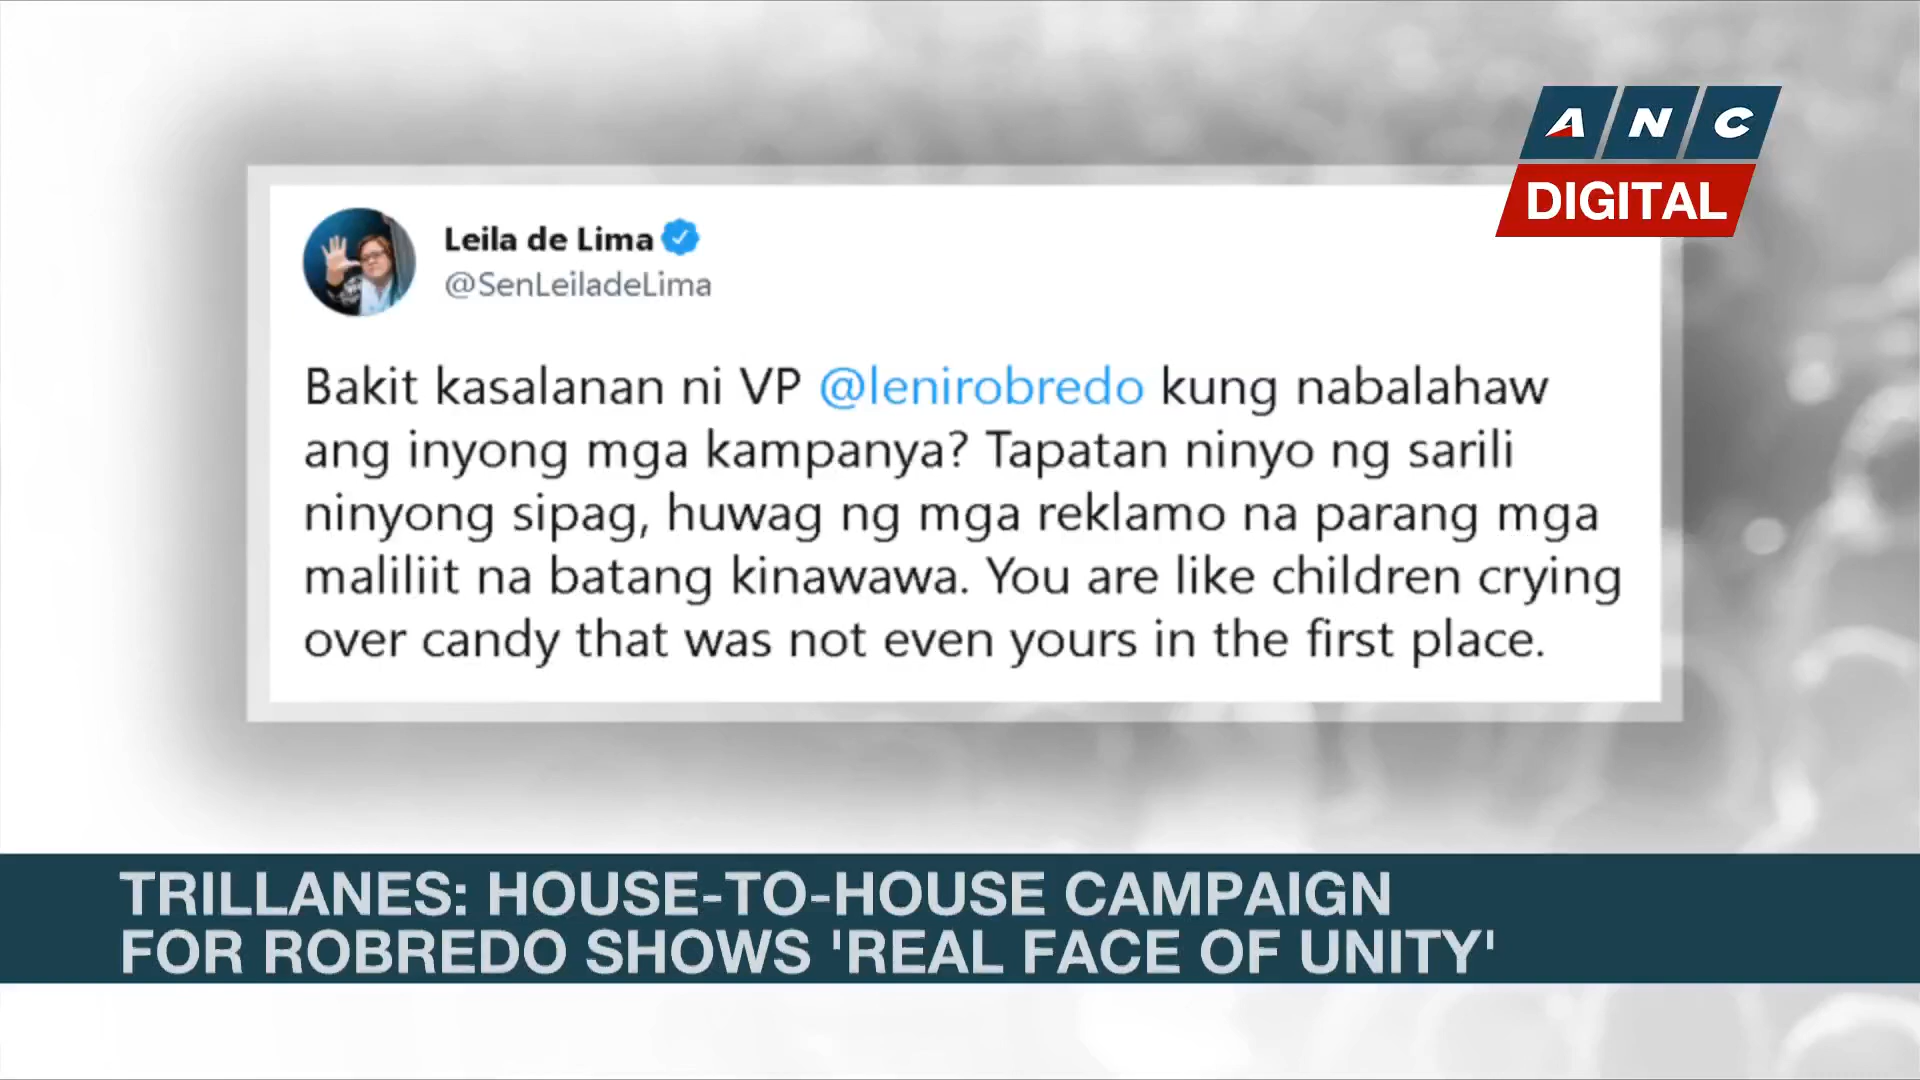 ANC
DIGITAL
Leila de Lima
@SenLeiladeLima
Bakit kasalanan ni VP @lenirobredo kung nabalahaw
ang inyong mga kampanya? Tapatan ninyo ng sarili
ninyong sipag, huwag ng mga reklamo na parang mga
maliliit na batang kinawawa. You are like children crying
over candy that was not even yours in the first place.
TRILLANES: HOUSE-TO-HOUSE CAMPAIGN
FOR ROBREDO SHOWS 'REAL FACE OF UNITY'